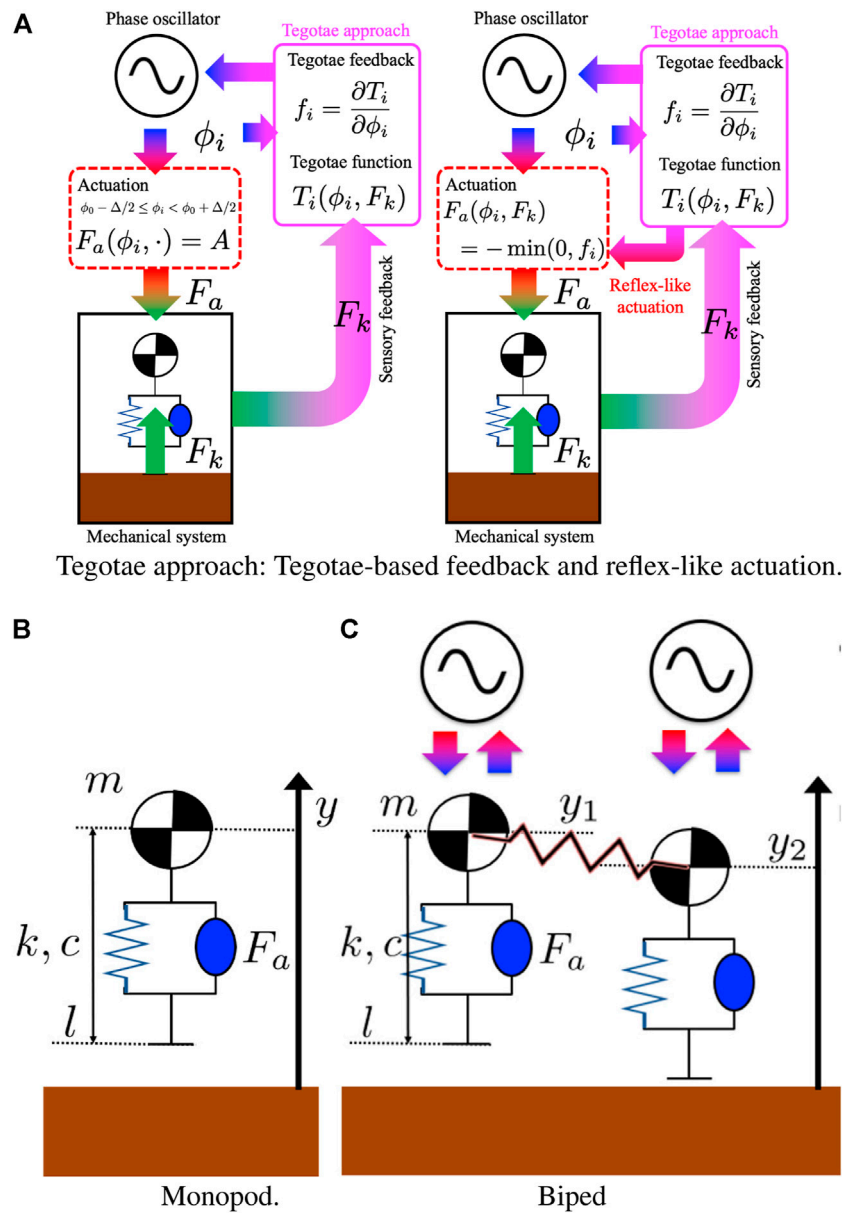 A
Phase oscillator
Tegotae approach
Tegotae feedback
f_i = ∂T_i/∂ϕ_i
ϕ_i
Tegotae function
T_i(ϕ_i, F_k)
Actuation
ϕ_0 − Δ/2 ≤ ϕ_i < ϕ_0 + Δ/2
F_a(ϕ_i, ·) = A
F_a
F_k
Sensory feedback
F_k
Mechanical system
Phase oscillator
Tegotae approach
Tegotae feedback
f_i = ∂T_i/∂ϕ_i
ϕ_i
Tegotae function
T_i(ϕ_i, F_k)
Actuation
F_a(ϕ_i, F_k)
= − min(0, f_i)
Reflex-like
actuation
F_a
F_k
Sensory feedback
F_k
Mechanical system
Tegotae approach: Tegotae-based feedback and reflex-like actuation.
B
m
y
k, c
F_a
l
Monopod.
C
m
y_1
y_2
k, c
F_a
l
Biped